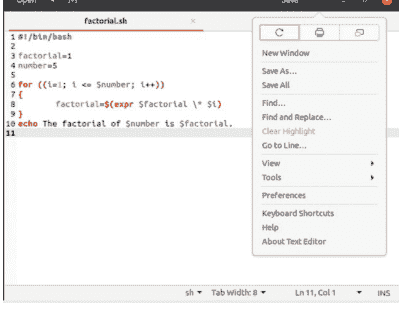 Open
Save
factorial.sh
1 #!/bin/bash
2
3 factorial=1
4 number=5
5
6 for ((i=1; i <= $number; i++))
7 {
8 factorial=$(expr $factorial \* $i)
9 }
10 echo The factorial of $number is $factorial.
11
New Window
Save As...
Save All
Find...
Find and Replace...
Clear Highlight
Go to Line...
View
Tools
Preferences
Keyboard Shortcuts
Help
About Text Editor
sh Tab Width: 8 Ln 11, Col 1 INS